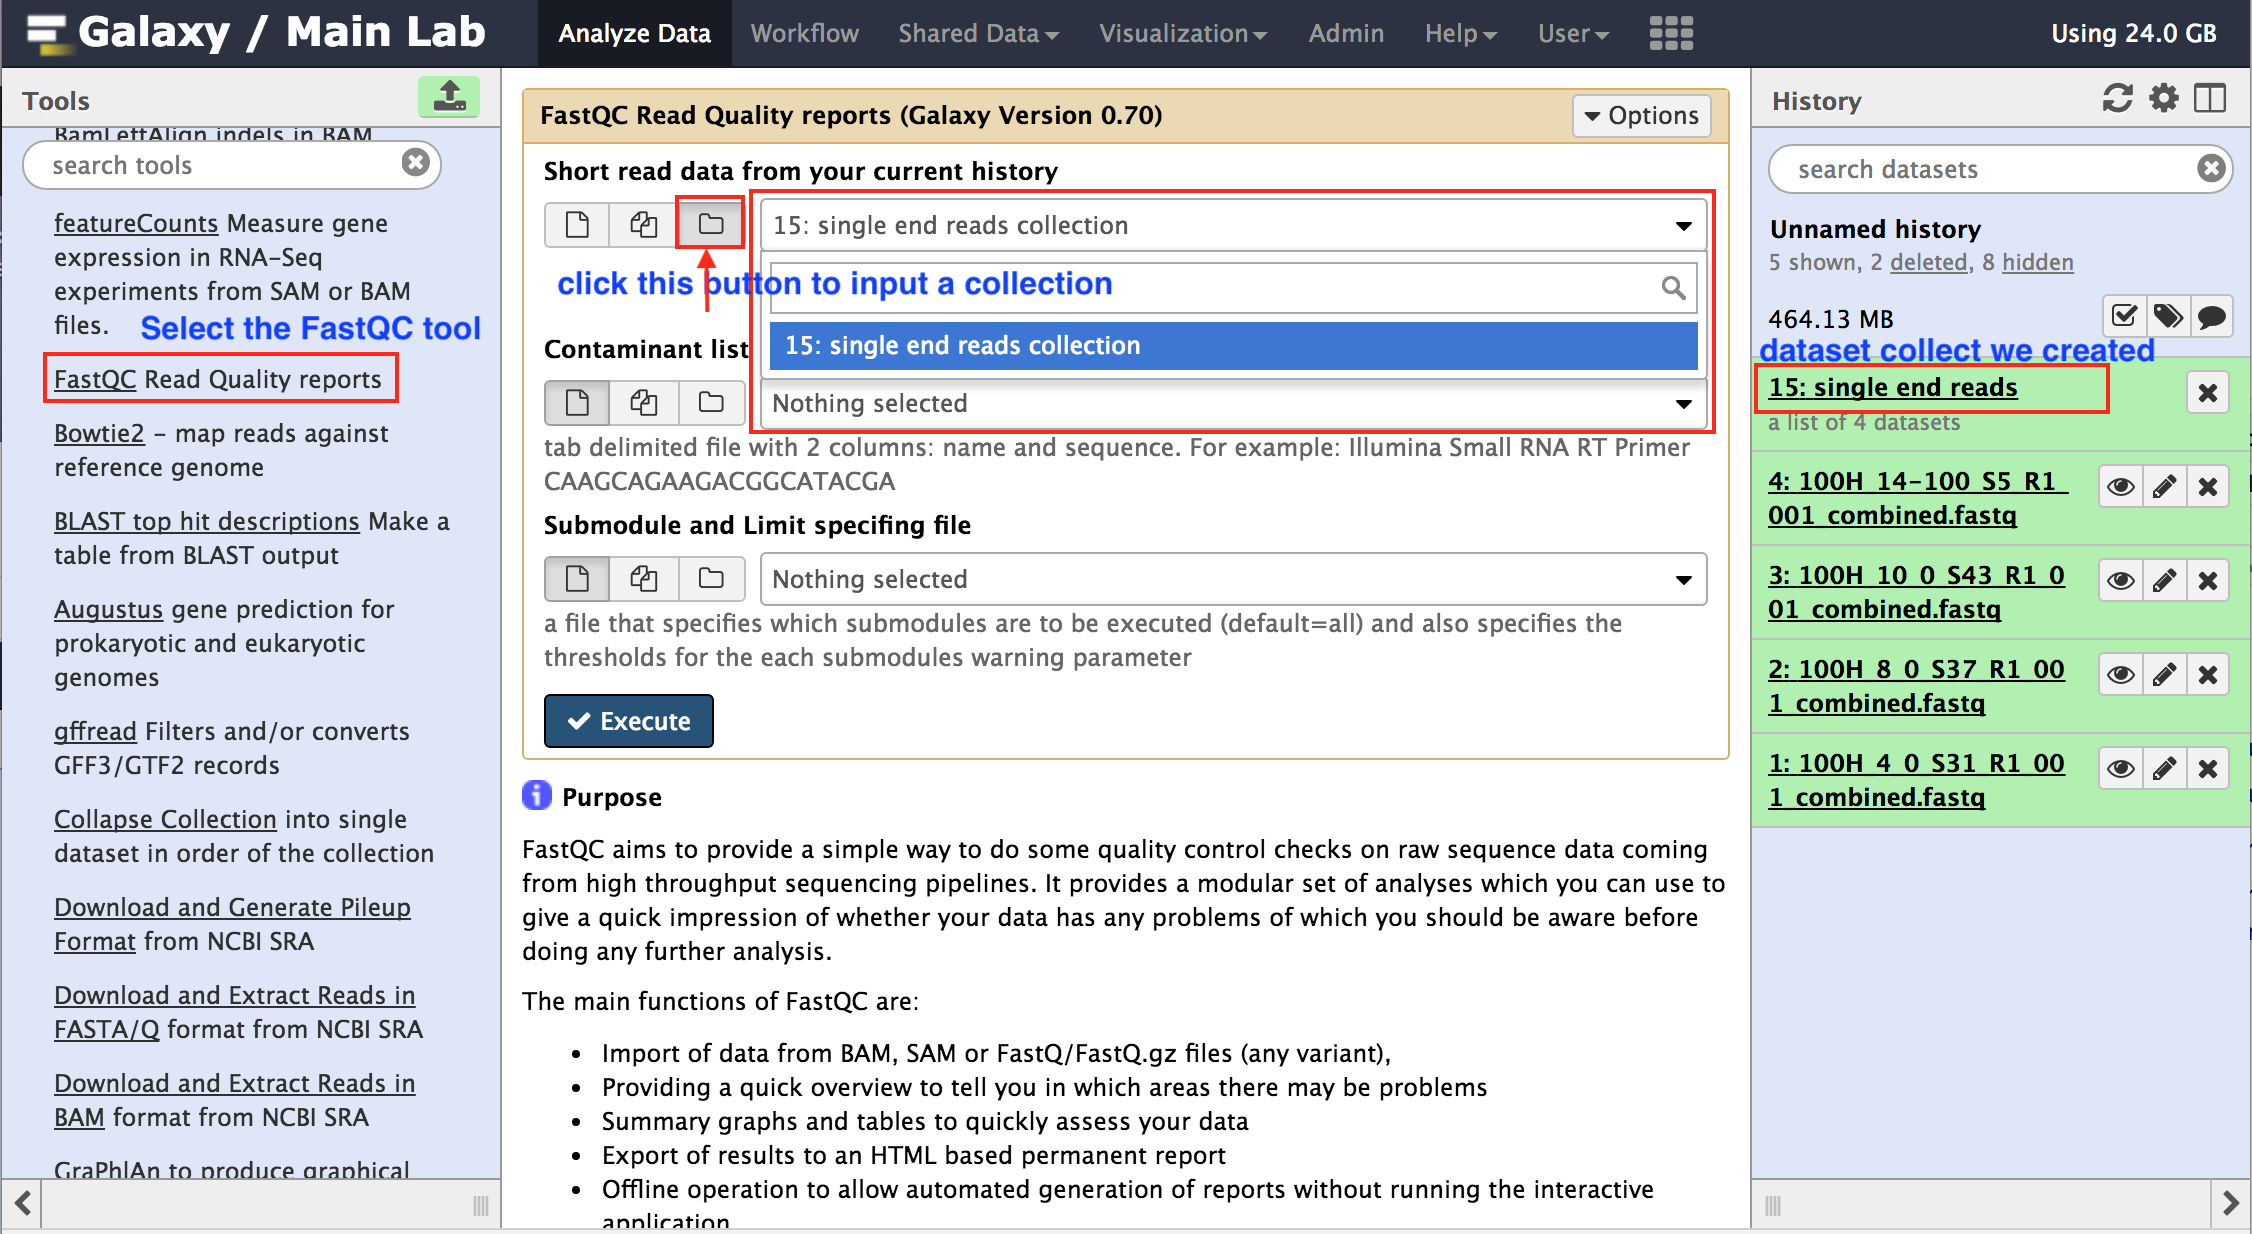 Galaxy / Main Lab
Analyze Data
Workflow
Shared Data
Visualization
Admin
Help
User
Using 24.0 GB
Tools
BamLeftAlign indels in BAM
search tools
featureCounts Measure gene
expression in RNA-Seq
experiments from SAM or BAM
files.
Select the FastQC tool
FastQC Read Quality reports
Bowtie2 - map reads against
reference genome
BLAST top hit descriptions Make a
table from BLAST output
Augustus gene prediction for
prokaryotic and eukaryotic
genomes
gffread Filters and/or converts
GFF3/GTF2 records
Collapse Collection into single
dataset in order of the collection
Download and Generate Pileup
Format from NCBI SRA
Download and Extract Reads in
FASTA/Q format from NCBI SRA
Download and Extract Reads in
BAM format from NCBI SRA
GraPhlAn to produce graphical
FastQC Read Quality reports (Galaxy Version 0.70)
Options
Short read data from your current history
15: single end reads collection
click this button to input a collection
15: single end reads collection
Contaminant list
Nothing selected
tab delimited file with 2 columns: name and sequence. For example: Illumina Small RNA RT Primer
CAAGCAGAAGACGGCATACGA
Submodule and Limit specifing file
Nothing selected
a file that specifies which submodules are to be executed (default=all) and also specifies the
thresholds for the each submodules warning parameter
Execute
Purpose
FastQC aims to provide a simple way to do some quality control checks on raw sequence data coming
from high throughput sequencing pipelines. It provides a modular set of analyses which you can use to
give a quick impression of whether your data has any problems of which you should be aware before
doing any further analysis.
The main functions of FastQC are:
• Import of data from BAM, SAM or FastQ/FastQ.gz files (any variant),
• Providing a quick overview to tell you in which areas there may be problems
• Summary graphs and tables to quickly assess your data
• Export of results to an HTML based permanent report
• Offline operation to allow automated generation of reports without running the interactive
application
History
search datasets
Unnamed history
5 shown, 2 deleted, 8 hidden
464.13 MB
dataset collect we created
15: single end reads
a list of 4 datasets
4: 100H_14-100_S5_R1_
001_combined.fastq
3: 100H_10_0_S43_R1_0
01_combined.fastq
2: 100H_8_0_S37_R1_00
1_combined.fastq
1: 100H_4_0_S31_R1_00
1_combined.fastq